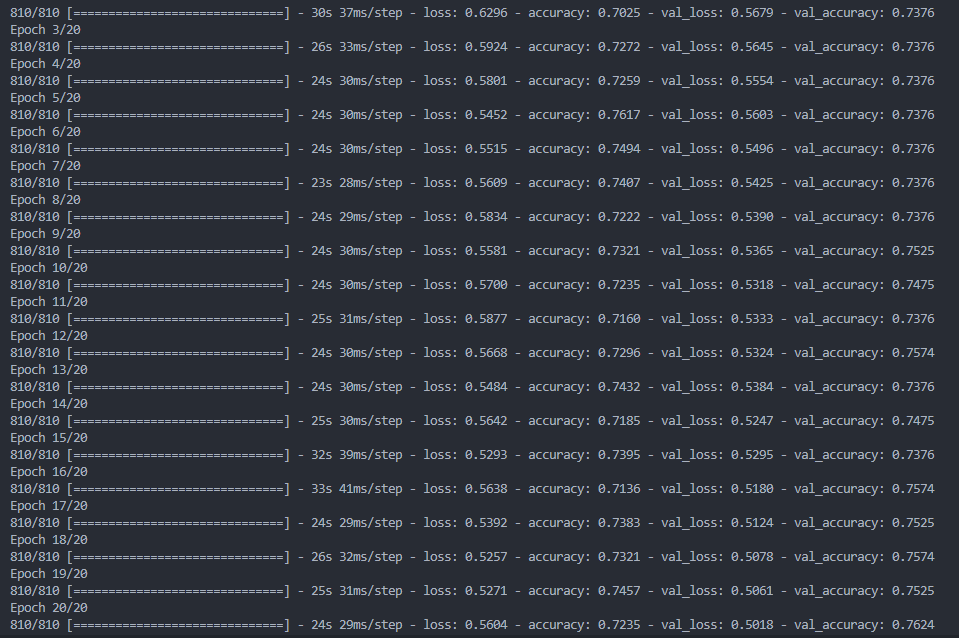 810/810 [==============================] - 30s 37ms/step - loss: 0.6296 - accuracy: 0.7025 - val_loss: 0.5679 - val_accuracy: 0.7376
Epoch 3/20
810/810 [==============================] - 26s 33ms/step - loss: 0.5924 - accuracy: 0.7272 - val_loss: 0.5645 - val_accuracy: 0.7376
Epoch 4/20
810/810 [==============================] - 24s 30ms/step - loss: 0.5801 - accuracy: 0.7259 - val_loss: 0.5554 - val_accuracy: 0.7376
Epoch 5/20
810/810 [==============================] - 24s 30ms/step - loss: 0.5452 - accuracy: 0.7617 - val_loss: 0.5603 - val_accuracy: 0.7376
Epoch 6/20
810/810 [==============================] - 24s 30ms/step - loss: 0.5515 - accuracy: 0.7494 - val_loss: 0.5496 - val_accuracy: 0.7376
Epoch 7/20
810/810 [==============================] - 23s 28ms/step - loss: 0.5609 - accuracy: 0.7407 - val_loss: 0.5425 - val_accuracy: 0.7376
Epoch 8/20
810/810 [==============================] - 24s 29ms/step - loss: 0.5834 - accuracy: 0.7222 - val_loss: 0.5390 - val_accuracy: 0.7376
Epoch 9/20
810/810 [==============================] - 24s 30ms/step - loss: 0.5581 - accuracy: 0.7321 - val_loss: 0.5365 - val_accuracy: 0.7525
Epoch 10/20
810/810 [==============================] - 24s 30ms/step - loss: 0.5700 - accuracy: 0.7235 - val_loss: 0.5318 - val_accuracy: 0.7475
Epoch 11/20
810/810 [==============================] - 25s 31ms/step - loss: 0.5877 - accuracy: 0.7160 - val_loss: 0.5333 - val_accuracy: 0.7376
Epoch 12/20
810/810 [==============================] - 24s 30ms/step - loss: 0.5668 - accuracy: 0.7296 - val_loss: 0.5324 - val_accuracy: 0.7574
Epoch 13/20
810/810 [==============================] - 24s 30ms/step - loss: 0.5484 - accuracy: 0.7432 - val_loss: 0.5384 - val_accuracy: 0.7376
Epoch 14/20
810/810 [==============================] - 25s 30ms/step - loss: 0.5642 - accuracy: 0.7185 - val_loss: 0.5247 - val_accuracy: 0.7475
Epoch 15/20
810/810 [==============================] - 32s 39ms/step - loss: 0.5293 - accuracy: 0.7395 - val_loss: 0.5295 - val_accuracy: 0.7376
Epoch 16/20
810/810 [==============================] - 33s 41ms/step - loss: 0.5638 - accuracy: 0.7136 - val_loss: 0.5180 - val_accuracy: 0.7574
Epoch 17/20
810/810 [==============================] - 24s 29ms/step - loss: 0.5392 - accuracy: 0.7383 - val_loss: 0.5124 - val_accuracy: 0.7525
Epoch 18/20
810/810 [==============================] - 26s 32ms/step - loss: 0.5257 - accuracy: 0.7321 - val_loss: 0.5078 - val_accuracy: 0.7574
Epoch 19/20
810/810 [==============================] - 25s 31ms/step - loss: 0.5271 - accuracy: 0.7457 - val_loss: 0.5061 - val_accuracy: 0.7525
Epoch 20/20
810/810 [==============================] - 24s 29ms/step - loss: 0.5604 - accuracy: 0.7235 - val_loss: 0.5018 - val_accuracy: 0.7624